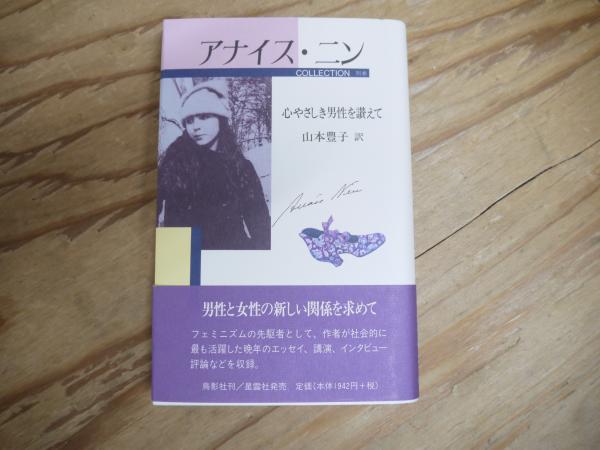 アナイス・ニン
COLLECTION 別巻
心やさしき男性を讃えて
山本豊子 訳
Anaïs Nin
男性と女性の新しい関係を求めて
フェミニズムの先駆者として、作者が社会的に
最も活躍した晩年のエッセイ、講演、インタビュー
評論などを収録。
鳥影社刊/星雲社発売 定価(本体1942円+税)